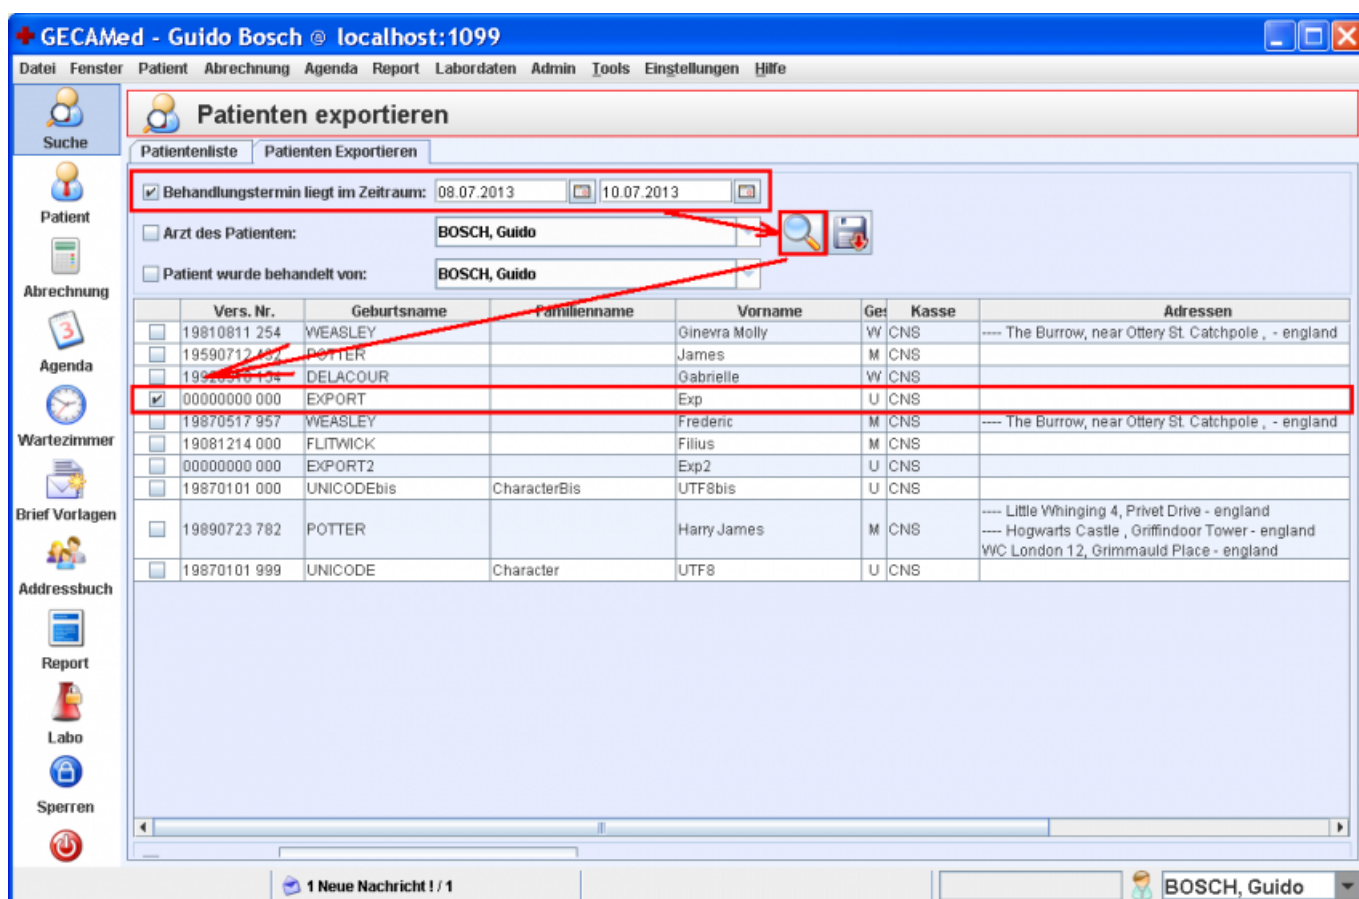 GECAMed - Guido Bosch @ localhost:1099
Datei Fenster Patient Abrechnung Agenda Report Labordaten Admin Tools Einstellungen Hilfe
Suche
Patient
Abrechnung
Agenda
Wartezimmer
Brief Vorlagen
Addressbuch
Report
Labo
Sperren
Patienten exportieren
Patientenliste Patienten Exportieren
Behandlungstermin liegt im Zeitraum: 08.07.2013 10.07.2013
Arzt des Patienten: BOSCH, Guido
Patient wurde behandelt von: BOSCH, Guido
Vers. Nr. Geburtsname Familienname Vorname Ges Kasse Adressen
19810811 254 WEASLEY Ginevra Molly W CNS ---- The Burrow, near Ottery St. Catchpole , - england
19590712 POTTER James M CNS
DELACOUR Gabrielle W CNS
00000000 000 EXPORT Exp U CNS
19870517 957 WEASLEY Frederic M CNS ---- The Burrow, near Ottery St. Catchpole , - england
19081214 000 FLITWICK Filius M CNS
00000000 000 EXPORT2 Exp2 U CNS
19870101 000 UNICODEbis CharacterBis UTF8bis U CNS
19890723 782 POTTER Harry James M CNS
---- Little Whinging 4, Privet Drive - england
---- Hogwarts Castle , Griffindoor Tower - england
WC London 12, Grimmauld Place - england
19870101 999 UNICODE Character UTF8 U CNS
1 Neue Nachricht ! / 1
BOSCH, Guido